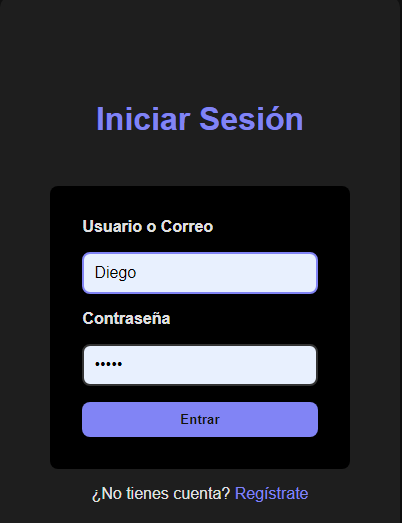 Iniciar Sesión
Usuario o Correo
Diego
Contraseña
•••••
Entrar
¿No tienes cuenta? Regístrate